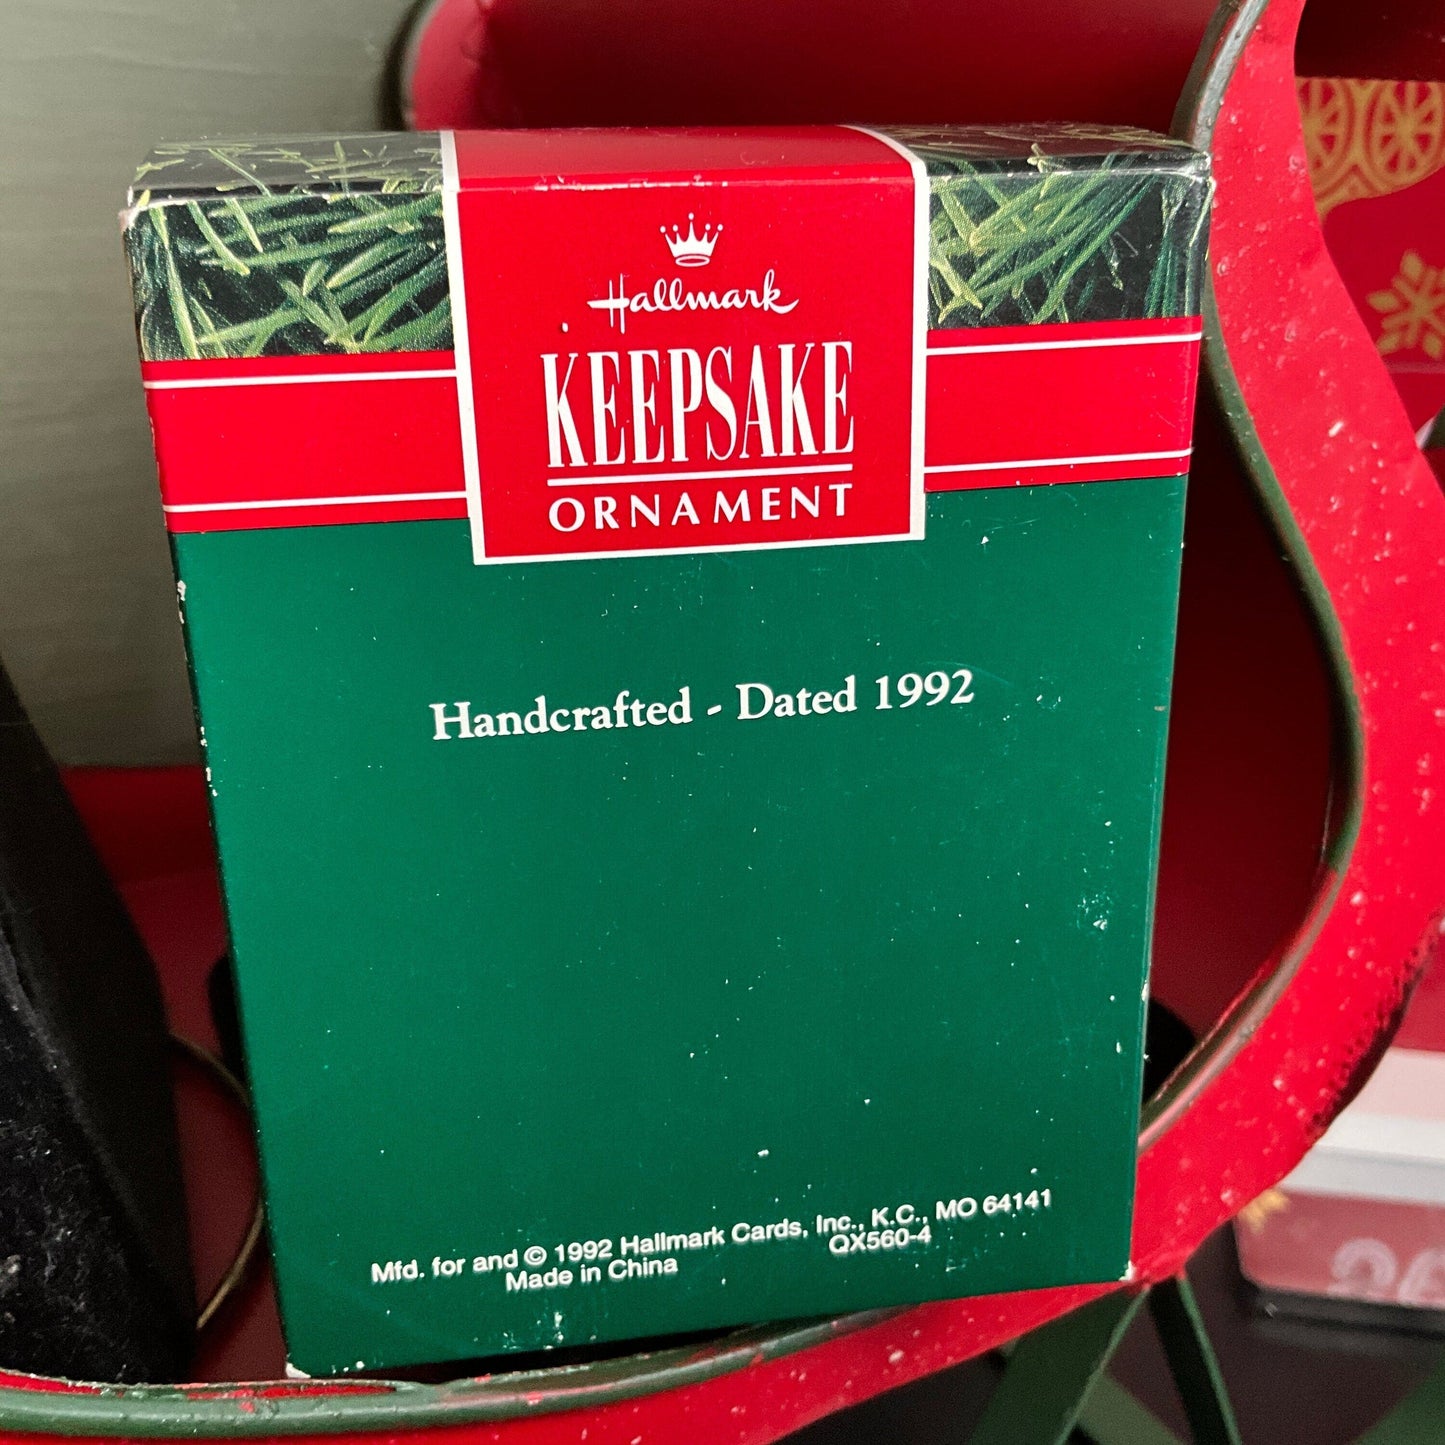 Hallmark
KEEPSAKE
ORNAMENT
Handcrafted - Dated 1992
Mfd. for and © 1992 Hallmark Cards, Inc., K.C., MO 64141
Made in China QX560-4